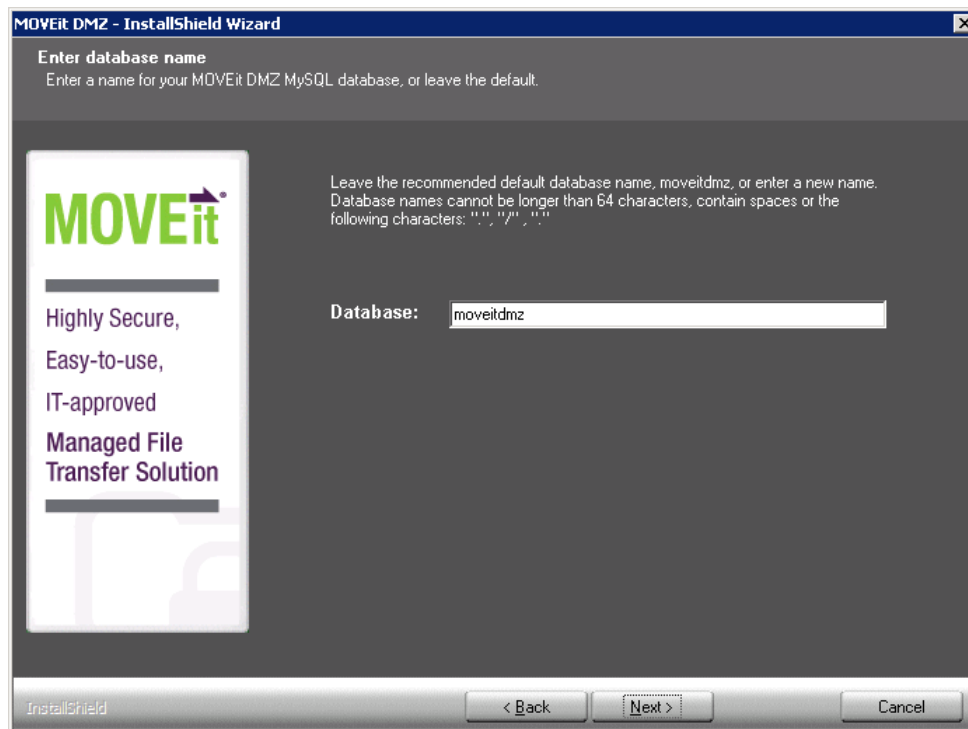 MOVEit DMZ - InstallShield Wizard
Enter database name
Enter a name for your MOVEit DMZ MySQL database, or leave the default.
MOVEit
Highly Secure,
Easy-to-use,
IT-approved
Managed File
Transfer Solution
Leave the recommended default database name, moveitdmz, or enter a new name.
Database names cannot be longer than 64 characters, contain spaces or the
following characters: ".", "/" , "."
Database:
moveitdmz
InstallShield
< Back
Next >
Cancel